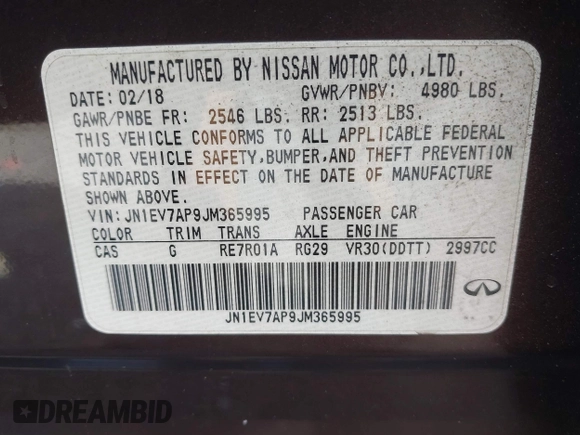 MANUFACTURED BY NISSAN MOTOR CO.,LTD.
DATE: 02/18 GVWR/PNBV: 4980 LBS.
GAWR/PNBE FR: 2546 LBS. RR: 2513 LBS.
THIS VEHICLE CONFORMS TO ALL APPLICABLE FEDERAL
MOTOR VEHICLE SAFETY,BUMPER,AND THEFT PREVENTION
STANDARDS IN EFFECT ON THE DATE OF MANUFACTURE
SHOWN ABOVE.
VIN: JN1EV7AP9JM365995 PASSENGER CAR
COLOR TRIM TRANS AXLE ENGINE
CAS G RE7R01A RG29 VR30(DDTT) 2997CC
JN1EV7AP9JM365995
DREAMBID